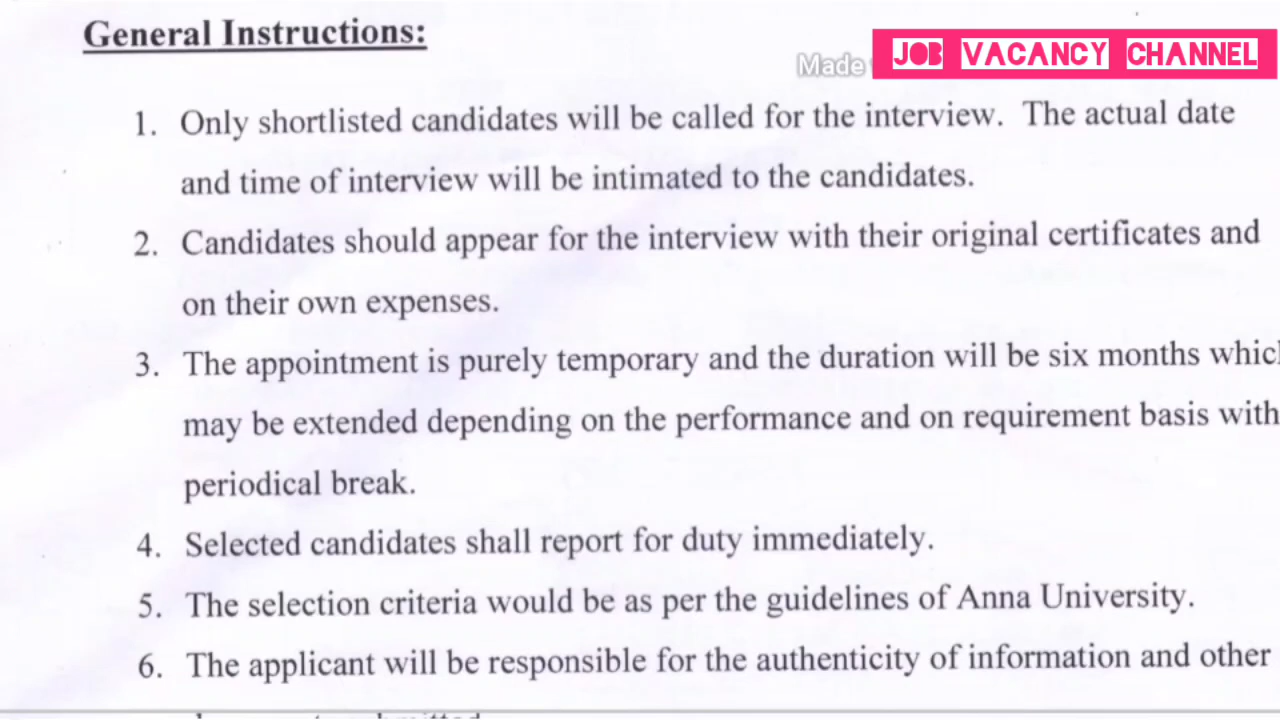 General Instructions:
Made
JOB VACANCY CHANNEL
1. Only shortlisted candidates will be called for the interview. The actual date
and time of interview will be intimated to the candidates.
2. Candidates should appear for the interview with their original certificates and
on their own expenses.
3. The appointment is purely temporary and the duration will be six months which
may be extended depending on the performance and on requirement basis with
periodical break.
4. Selected candidates shall report for duty immediately.
5. The selection criteria would be as per the guidelines of Anna University.
6. The applicant will be responsible for the authenticity of information and other